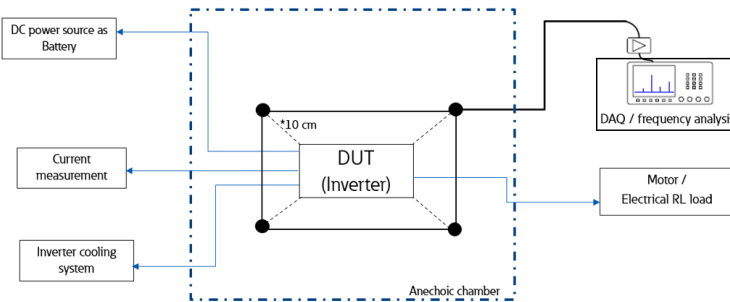 DC power source as
Battery
*10 cm
DAQ / frequency analysis
DUT
(Inverter)
Current
measurement
Motor /
Electrical RL load
Inverter cooling
system
Anechoic chamber